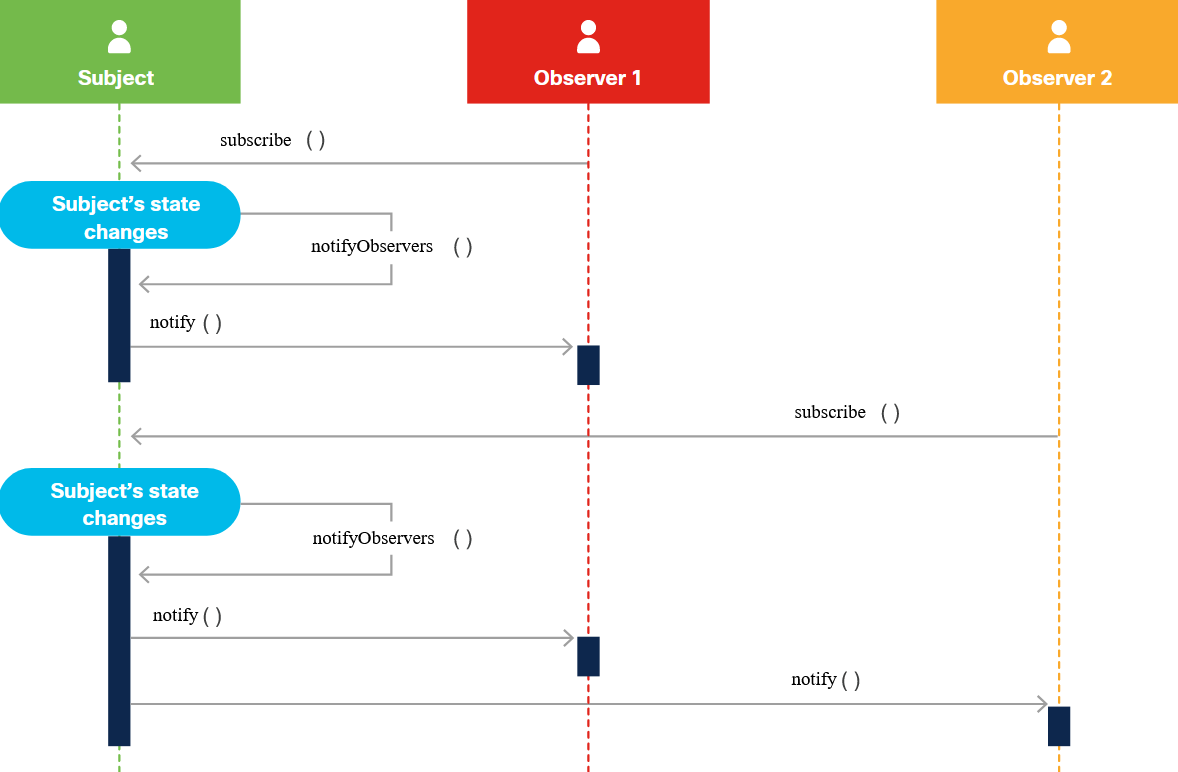 Subject
Observer 1
Observer 2
subscribe ( )
Subject’s state
changes
notifyObservers ( )
notify ( )
subscribe ( )
Subject’s state
changes
notifyObservers ( )
notify ( )
notify ( )